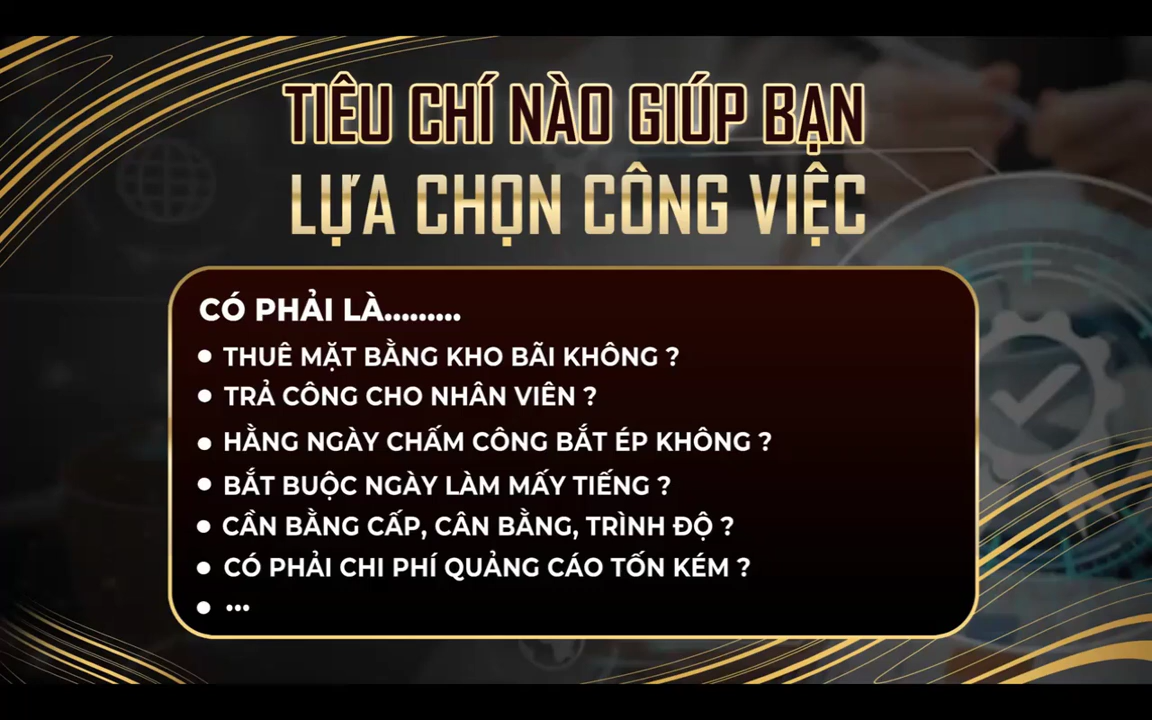 TIÊU CHÍ NÀO GIÚP BẠN
LỰA CHỌN CÔNG VIỆC
CÓ PHẢI LÀ.........
• THUÊ MẶT BẰNG KHO BÃI KHÔNG ?
• TRẢ CÔNG CHO NHÂN VIÊN ?
• HẰNG NGÀY CHẤM CÔNG BẮT ÉP KHÔNG ?
• BẮT BUỘC NGÀY LÀM MẤY TIẾNG ?
• CẦN BẰNG CẤP, CÂN BẰNG, TRÌNH ĐỘ ?
• CÓ PHẢI CHI PHÍ QUẢNG CÁO TỐN KÉM ?
• ...